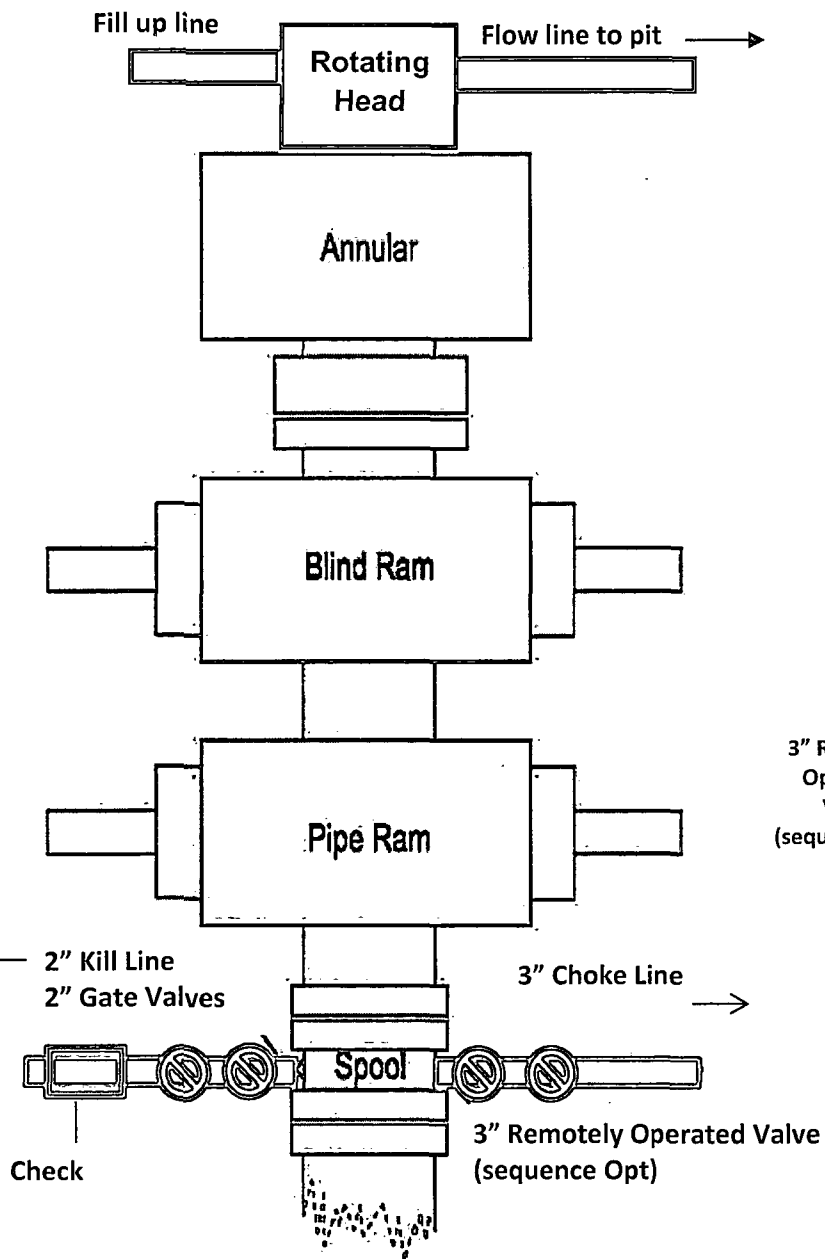 Fill up line
Flow line to pit
Rotating
Head
Annular
Blind Ram
3”
Pipe Ram
2” Kill Line
2” Gate Valves
3” Choke Line
Spool
3” Remotely Operated Valve
(sequence Opt)
Check